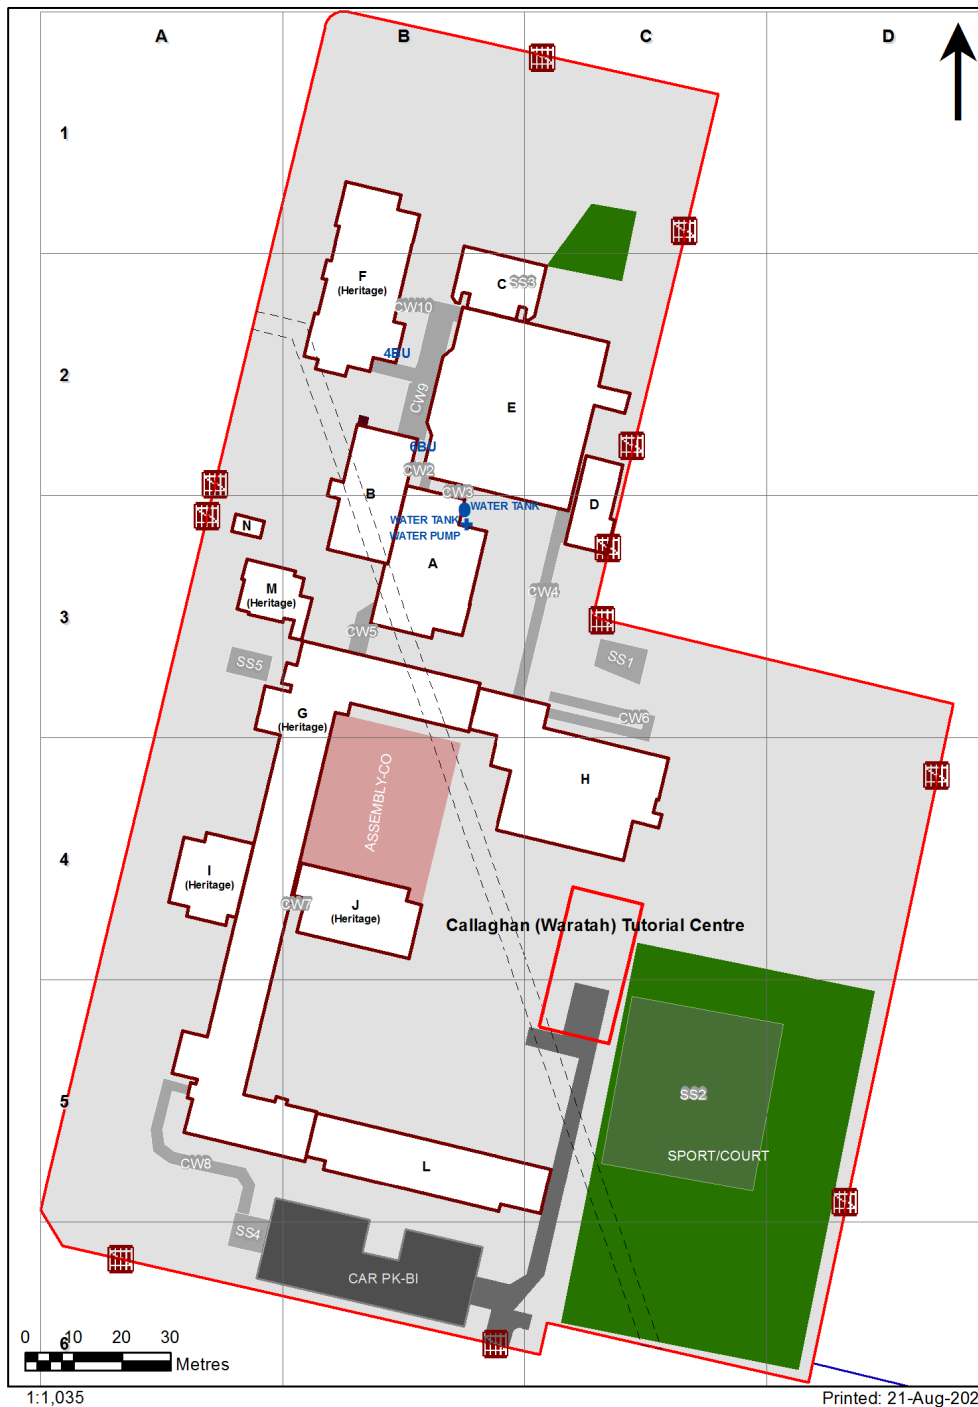 A B C D
1
F
(Heritage)
C SS3
CW10
4BU
2
CW9
E
6BU
CW2
CW3
B
D
WATER TANK
WATER TANK
WATER PUMP
N
A
M
(Heritage)
CW4
3
CW5
SS5
SS1
G
(Heritage)
CW6
H
ASSEMBLY-CO
4
I
(Heritage)
CW7
J
(Heritage)
Callaghan (Waratah) Tutorial Centre
SS2
5
SPORT/COURT
CW8
L
SS4
CAR PK-BI
6
0 10 20 30
Metres
1:1,035
Printed: 21-Aug-202